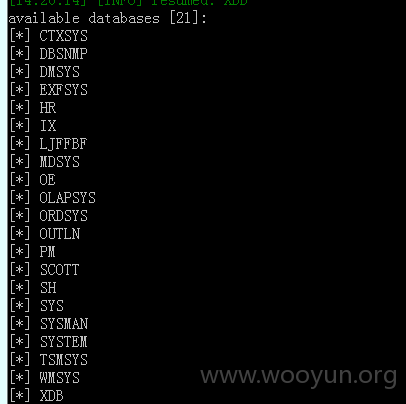 [14:20:14] [INFO] resumed: XDB
available databases [21]:
[*] CTXSYS
[*] DBSNMP
[*] DMSYS
[*] EXFSYS
[*] HR
[*] IX
[*] LJFFBF
[*] MDSYS
[*] OE
[*] OLAPSYS
[*] ORDSYS
[*] OUTLN
[*] PM
[*] SCOTT
[*] SH
[*] SYS
[*] SYSMAN
[*] SYSTEM
[*] TSMSYS
[*] WMSYS
[*] XDB
www.wooyun.org